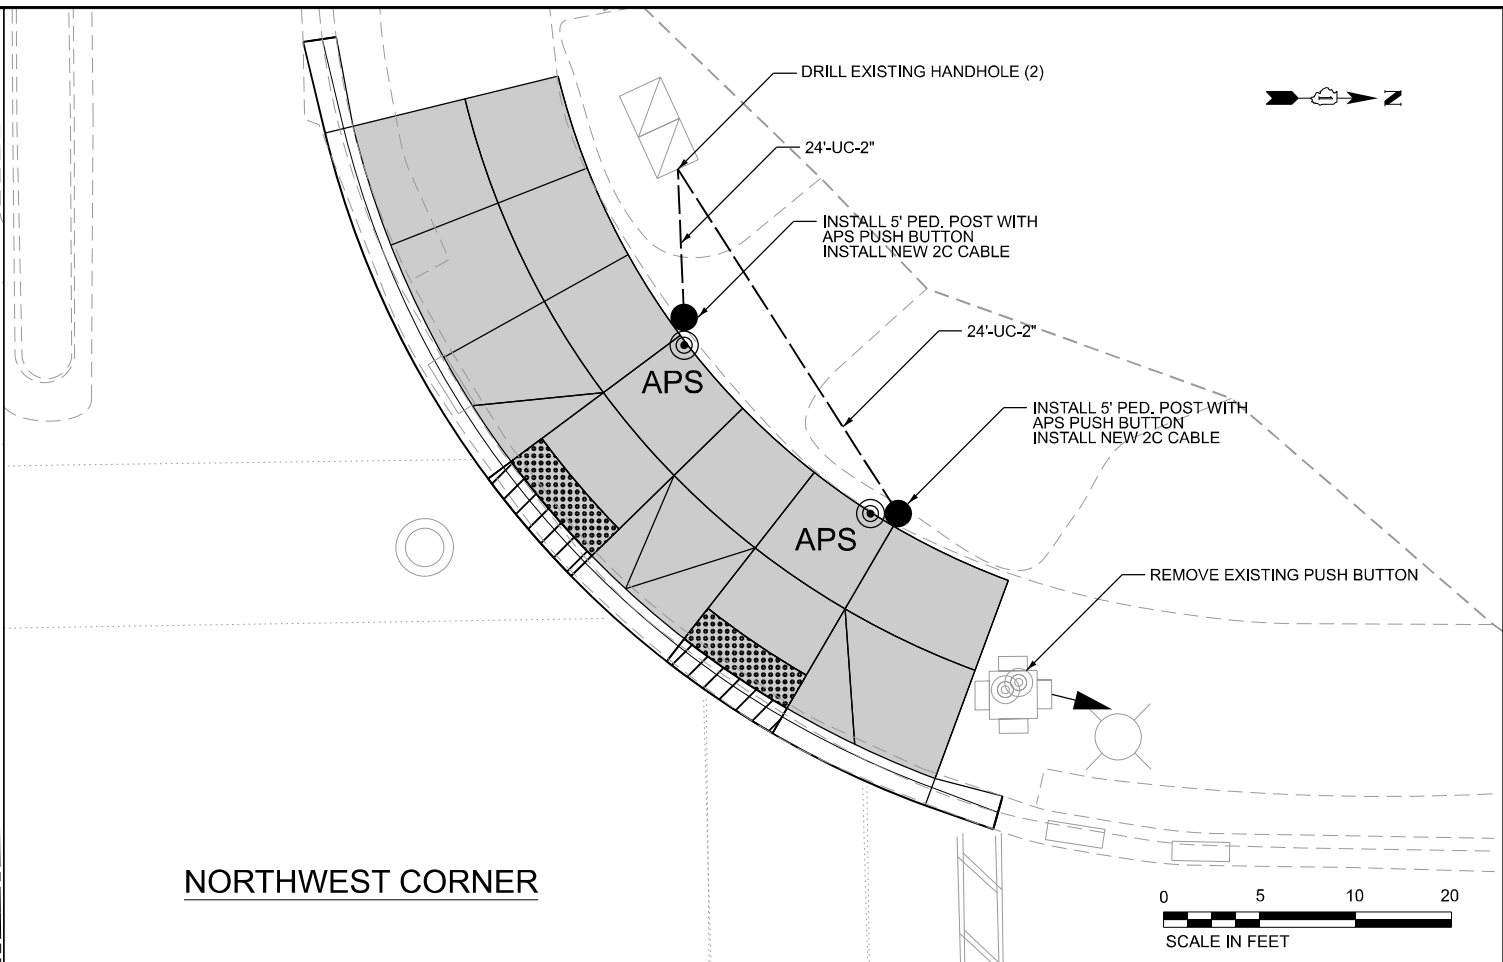 DRILL EXISTING HANDHOLE (2)
N
24'-UC-2"
INSTALL 5' PED. POST WITH
APS PUSH BUTTON
INSTALL NEW 2C CABLE
24'-UC-2"
APS
INSTALL 5' PED. POST WITH
APS PUSH BUTTON
INSTALL NEW 2C CABLE
APS
REMOVE EXISTING PUSH BUTTON
NORTHWEST CORNER
0 5 10 20
SCALE IN FEET